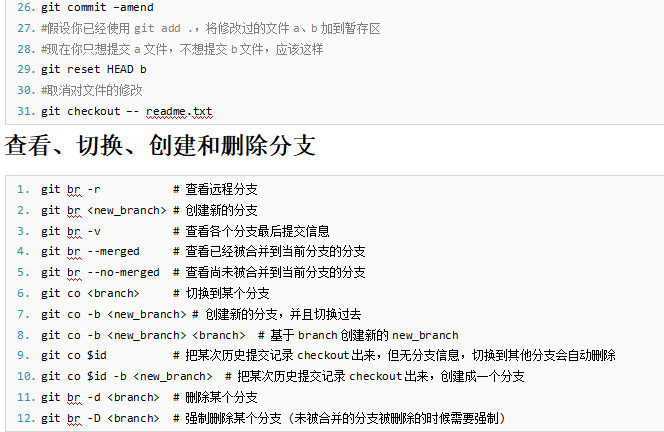 26. git commit –amend
27. #假设你已经使用 git add .，将修改过的文件 a、b 加到暂存区
28. #现在你只想提交 a 文件，不想提交 b 文件，应该这样
29. git reset HEAD b
30. #取消对文件的修改
31. git checkout –- readme.txt
查看、切换、创建和删除分支
1. git br -r # 查看远程分支
2. git br <new_branch> # 创建新的分支
3. git br -v # 查看各个分支最后提交信息
4. git br --merged # 查看已经被合并到当前分支的分支
5. git br --no-merged # 查看尚未被合并到当前分支的分支
6. git co <branch> # 切换到某个分支
7. git co -b <new_branch> # 创建新的分支，并且切换过去
8. git co -b <new_branch> <branch> # 基于 branch 创建新的 new_branch
9. git co $id # 把某次历史提交记录 checkout 出来，但无分支信息，切换到其他分支会自动删除
10. git co $id -b <new_branch> # 把某次历史提交记录 checkout 出来，创建成一个分支
11. git br -d <branch> # 删除某个分支
12. git br -D <branch> # 强制删除某个分支（未被合并的分支被删除的时候需要强制）